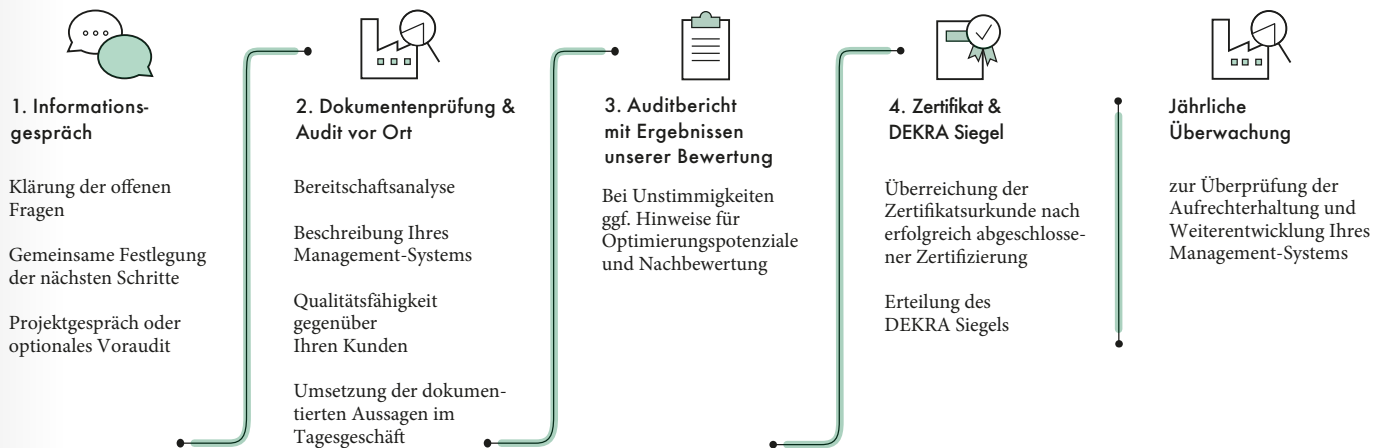 1. Informations-
gespräch
Klärung der offenen
Fragen
Gemeinsame Festlegung
der nächsten Schritte
Projektgespräch oder
optionales Voraudit
2. Dokumentenprüfung &
Audit vor Ort
Bereitschaftsanalyse
Beschreibung Ihres
Management-Systems
Qualitätsfähigkeit
gegenüber
Ihren Kunden
Umsetzung der dokumen-
tierten Aussagen im
Tagesgeschäft
3. Auditbericht
mit Ergebnissen
unserer Bewertung
Bei Unstimmigkeiten
ggf. Hinweise für
Optimierungspotenziale
und Nachbewertung
4. Zertifikat &
DEKRA Siegel
Überreichung der
Zertifikatsurkunde nach
erfolgreich abgeschlosse-
ner Zertifizierung
Erteilung des
DEKRA Siegels
Jährliche
Überwachung
zur Überprüfung der
Aufrechterhaltung und
Weiterentwicklung Ihres
Management-Systems